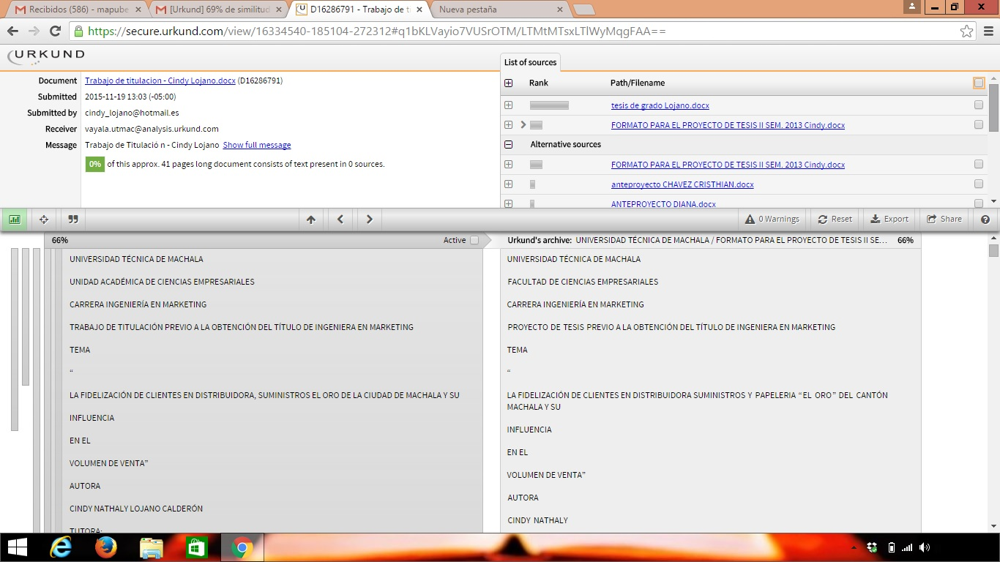 Recibidos (586) - mapube
[Urkund] 69% de similitud
D16286791 - Trabajo de t
Nueva pestaña
https://secure.urkund.com/view/16334540-185104-272312#q1bKLVayio7VUSrOTM/LTMtMTsxLTlWyMqgFAA==
URKUND
List of sources
Document Trabajo de titulacion - Cindy Lojano.docx (D16286791)
Submitted 2015-11-19 13:03 (-05:00)
Submitted by cindy_lojano@hotmail.es
Receiver vayala.utmac@analysis.urkund.com
Message Trabajo de Titulació n - Cindy Lojano Show full message
0% of this approx. 41 pages long document consists of text present in 0 sources.
Rank Path/Filename
tesis de grado Lojano.docx
FORMATO PARA EL PROYECTO DE TESIS II SEM. 2013 Cindy.docx
Alternative sources
FORMATO PARA EL PROYECTO DE TESIS II SEM. 2013 Cindy.docx
anteproyecto CHAVEZ CRISTHIAN.docx
ANTEPROYECTO DIANA.docx
0 Warnings Reset Export Share
66% Active
UNIVERSIDAD TÉCNICA DE MACHALA
UNIDAD ACADÉMICA DE CIENCIAS EMPRESARIALES
CARRERA INGENIERÍA EN MARKETING
TRABAJO DE TITULACIÓN PREVIO A LA OBTENCIÓN DEL TÍTULO DE INGENIERA EN MARKETING
TEMA
“
LA FIDELIZACIÓN DE CLIENTES EN DISTRIBUIDORA, SUMINISTROS EL ORO DE LA CIUDAD DE MACHALA Y SU
INFLUENCIA
EN EL
VOLUMEN DE VENTA”
AUTORA
CINDY NATHALY LOJANO CALDERÓN
TUTORA:
Urkund's archive: UNIVERSIDAD TÉCNICA DE MACHALA / FORMATO PARA EL PROYECTO DE TESIS II SE… 66%
UNIVERSIDAD TÉCNICA DE MACHALA
FACULTAD DE CIENCIAS EMPRESARIALES
CARRERA INGENIERÍA EN MARKETING
PROYECTO DE TESIS PREVIO A LA OBTENCIÓN DEL TÍTULO DE INGENIERA EN MARKETING
TEMA
“
LA FIDELIZACIÓN DE CLIENTES EN DISTRIBUIDORA SUMINISTROS Y PAPELERIA “EL ORO” DEL CANTÓN
MACHALA Y SU
INFLUENCIA
EN EL
VOLUMEN DE VENTA”
AUTORA
CINDY NATHALY